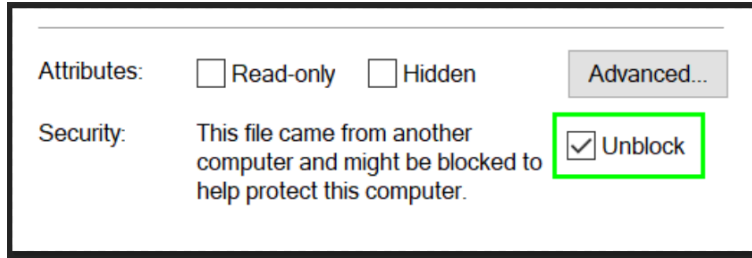 Attributes: Read-only Hidden Advanced...
Security: This file came from another
computer and might be blocked to
help protect this computer.
Unblock